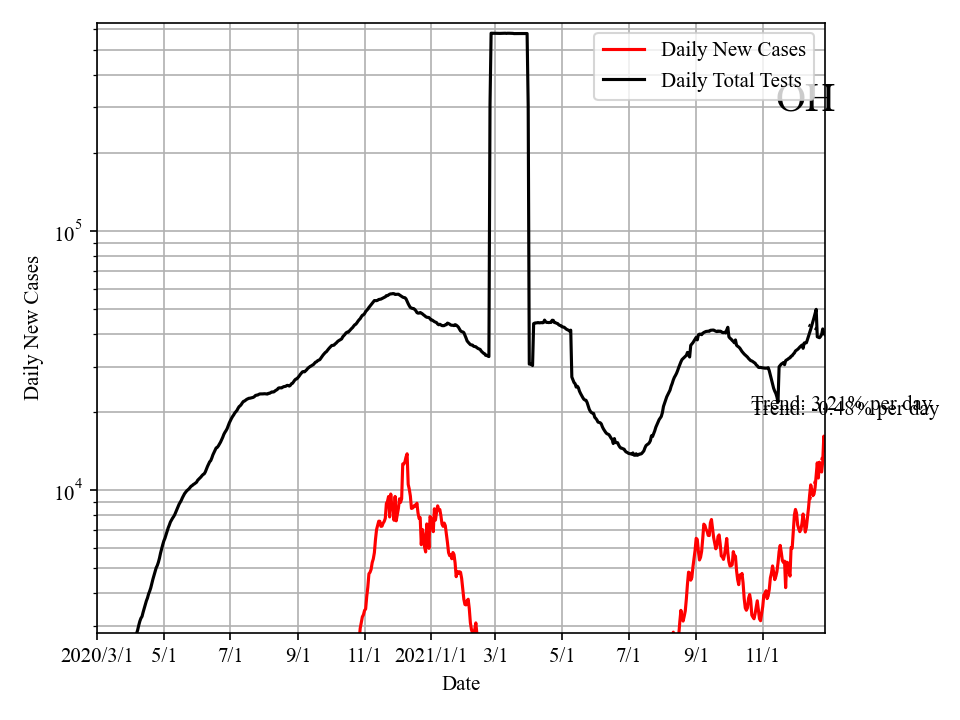 Daily New Cases
Daily Total Tests
OH
10^5
10^4
Daily New Cases
Trend: 3.21% per day
Trend: -0.48% per day
2020/3/1 5/1 7/1 9/1 11/1 2021/1/1 3/1 5/1 7/1 9/1 11/1
Date